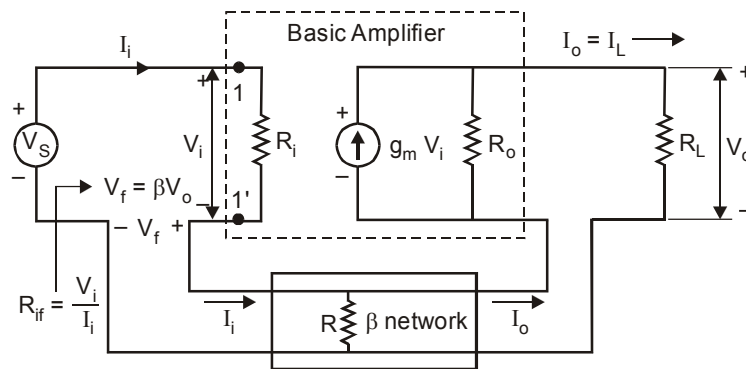 Basic Amplifier
I_i
I_o = I_L
+
1
+
+
+
V_S
V_i
R_i
g_m V_i
R_o
R_L
V_o
−
−
−
−
1'
V_f = βV_o
− V_f +
R_if = V_i / I_i
I_i
R
β network
I_o